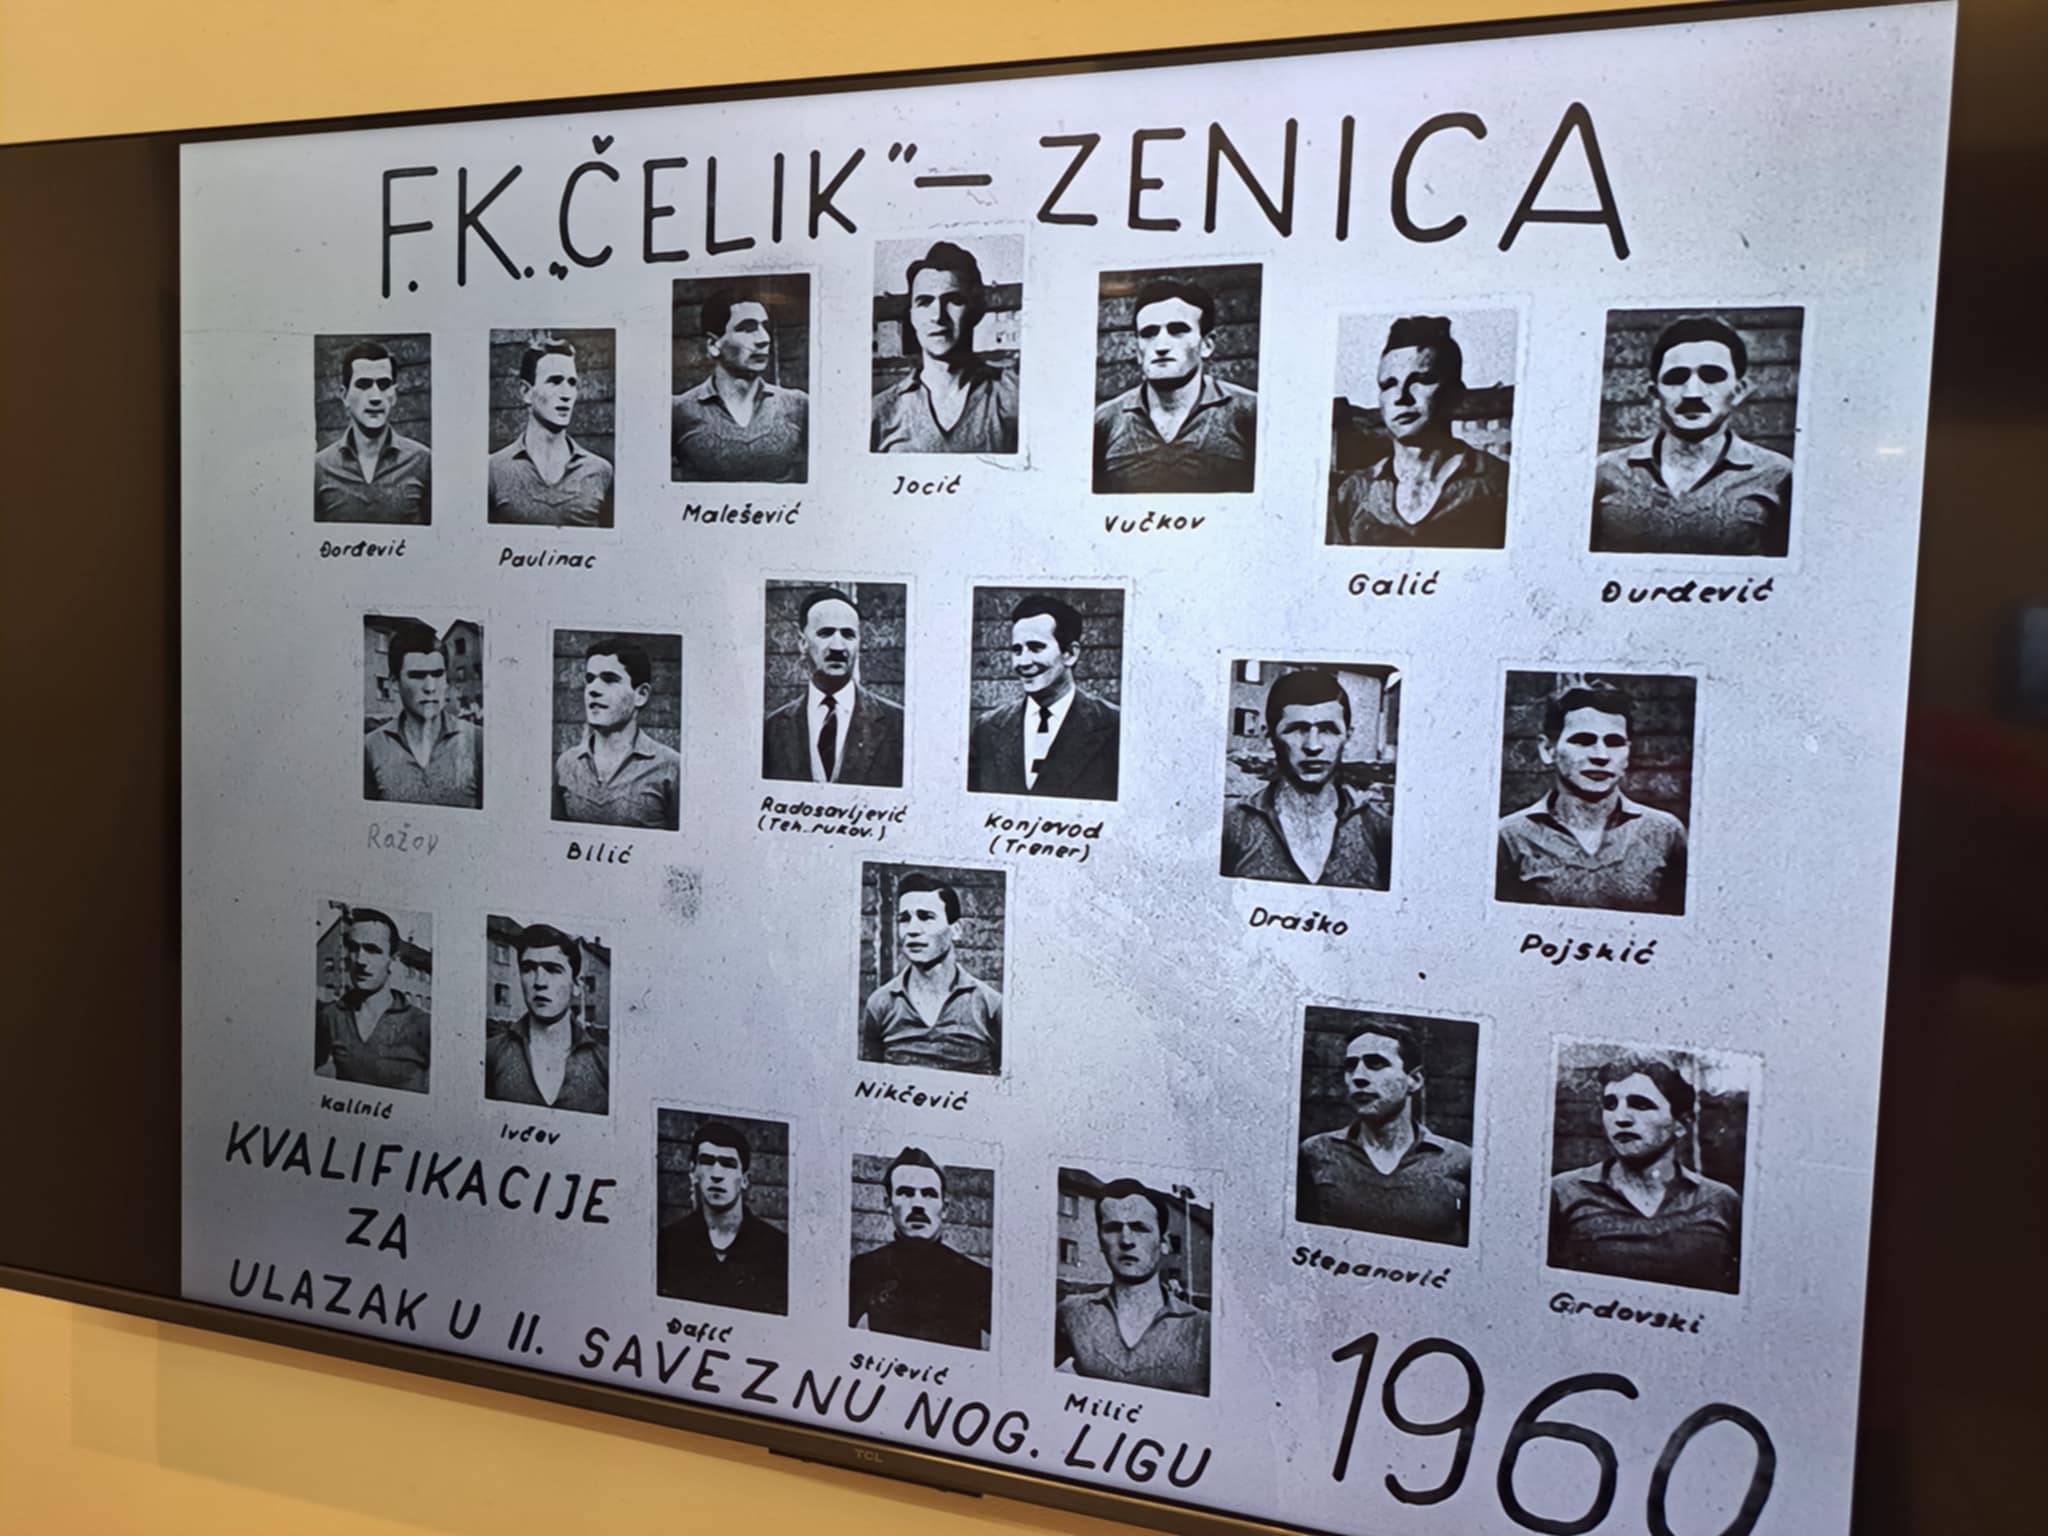 F.K. „ČELIK" – ZENICA
Đorđević
Paulinac
Malešević
Jocić
Vučkov
Galić
Đurđević
Ražov
Bilić
Radosavljević
(Teh. rukov.)
Konjevod
(Trener)
Draško
Pojskić
Kalinić
Ivčev
Nikčević
Đafić
Stijević
Milić
Stepanović
Grdovski
KVALIFIKACIJE
ZA
ULAZAK U II. SAVEZNU NOG. LIGU
1960
TCL